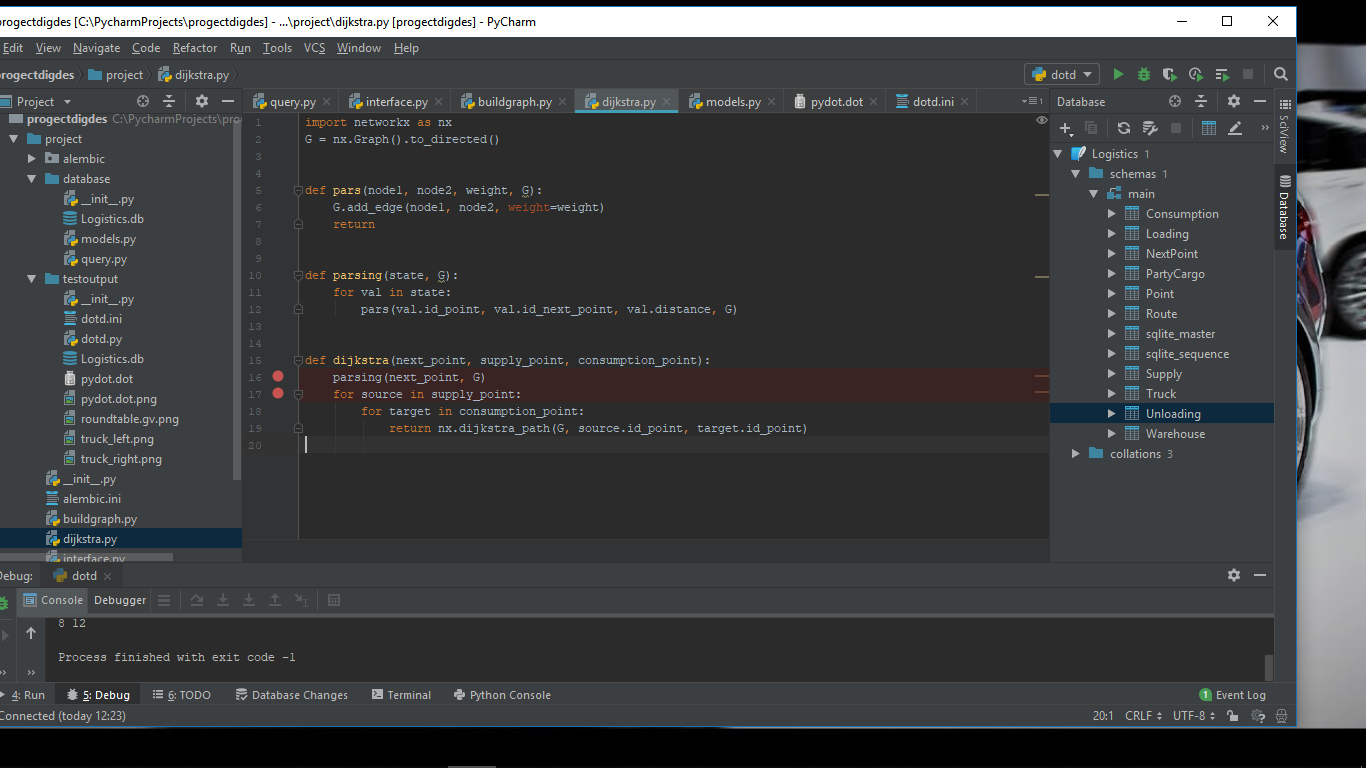 progectdigdes [C:\PycharmProjects\progectdigdes] - ...\project\dijkstra.py [progectdigdes] - PyCharm
Edit View Navigate Code Refactor Run Tools VCS Window Help
progectdigdes project dijkstra.py dotd
Project
query.py interface.py buildgraph.py dijkstra.py models.py pydot.dot dotd.ini
Database
progectdigdes C:\PycharmProjects\pro
project
alembic
database
__init__.py
Logistics.db
models.py
query.py
testoutput
__init__.py
dotd.ini
dotd.py
Logistics.db
pydot.dot
pydot.dot.png
roundtable.gv.png
truck_left.png
truck_right.png
__init__.py
alembic.ini
buildgraph.py
dijkstra.py
interface.py
1 import networkx as nx
2 G = nx.Graph().to_directed()
3
4
5 def pars(node1, node2, weight, G):
6 G.add_edge(node1, node2, weight=weight)
7 return
8
9
10 def parsing(state, G):
11 for val in state:
12 pars(val.id_point, val.id_next_point, val.distance, G)
13
14
15 def dijkstra(next_point, supply_point, consumption_point):
16 parsing(next_point, G)
17 for source in supply_point:
18 for target in consumption_point:
19 return nx.dijkstra_path(G, source.id_point, target.id_point)
20
Logistics 1
schemas 1
main
Consumption
Loading
NextPoint
PartyCargo
Point
Route
sqlite_master
sqlite_sequence
Supply
Truck
Unloading
Warehouse
collations 3
SciView
Database
Debug: dotd
Console Debugger
8 12
Process finished with exit code -1
4: Run 5: Debug 6: TODO Database Changes Terminal Python Console 1 Event Log
Connected (today 12:23) 20:1 CRLF UTF-8